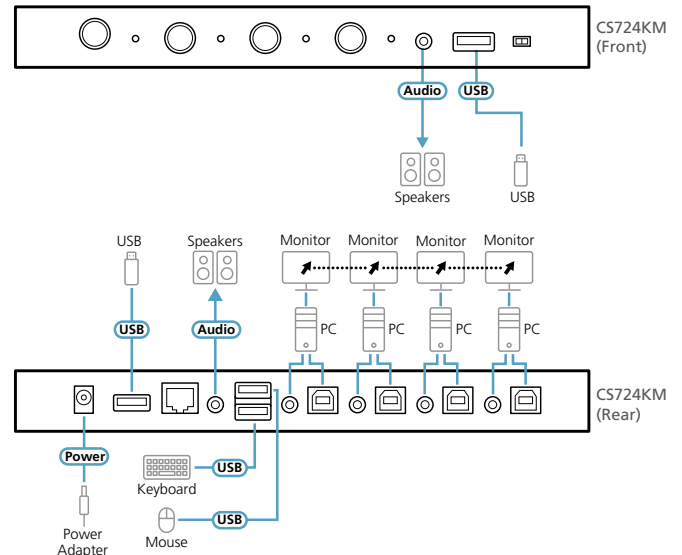 CS724KM
(Front)
Audio
USB
Speakers
USB
USB
Speakers
Monitor
Monitor
Monitor
Monitor
PC
PC
PC
PC
USB
Audio
CS724KM
(Rear)
Power
USB
Keyboard
USB
Mouse
Power
Adapter